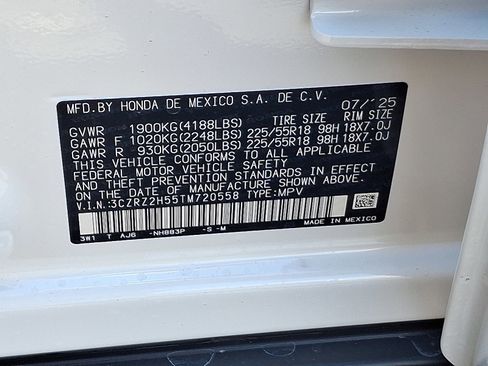 MFD.BY HONDA DE MEXICO S.A. DE C.V. 07/'25
GVWR 1900KG(4188LBS) TIRE SIZE RIM SIZE
GAWR F 1020KG(2248LBS) 225/55R18 98H 18X7.0J
GAWR R 930KG(2050LBS) 225/55R18 98H 18X7.0J
THIS VEHICLE CONFORMS TO ALL APPLICABLE
FEDERAL MOTOR VEHICLE SAFETY
AND THEFT PREVENTION STANDARDS IN EFFECT
ON THE DATE OF MANUFACTURE SHOWN ABOVE.
V.I.N.:3CZRZ2H55TM720558 TYPE:MPV
3W1 T AJ6 -NH883P -S -M MADE IN MEXICO